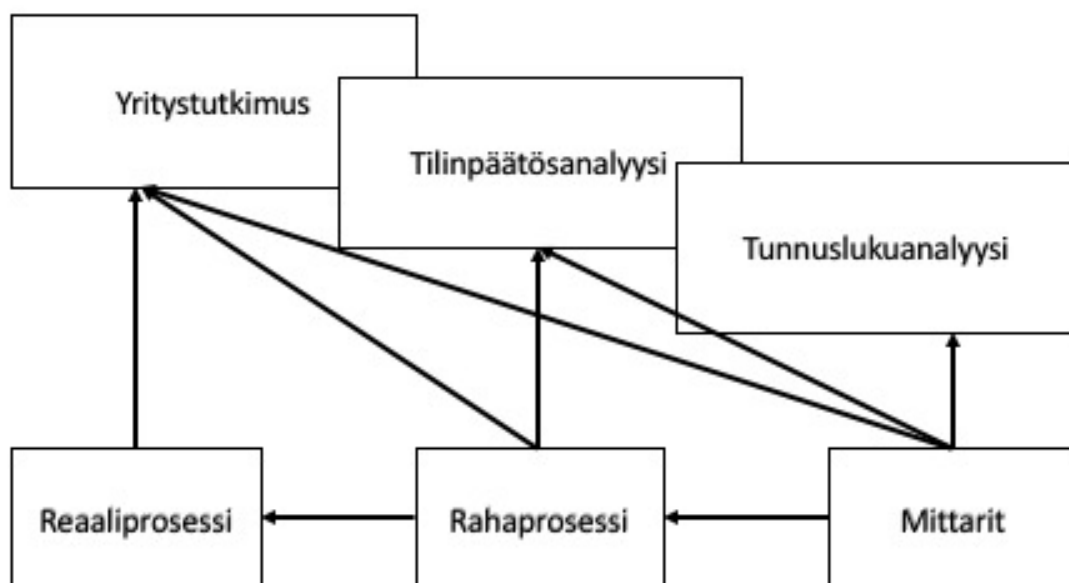 Yritystutkimus
Tilinpäätösanalyysi
Tunnuslukuanalyysi
Reaaliprosessi
Rahaprosessi
Mittarit